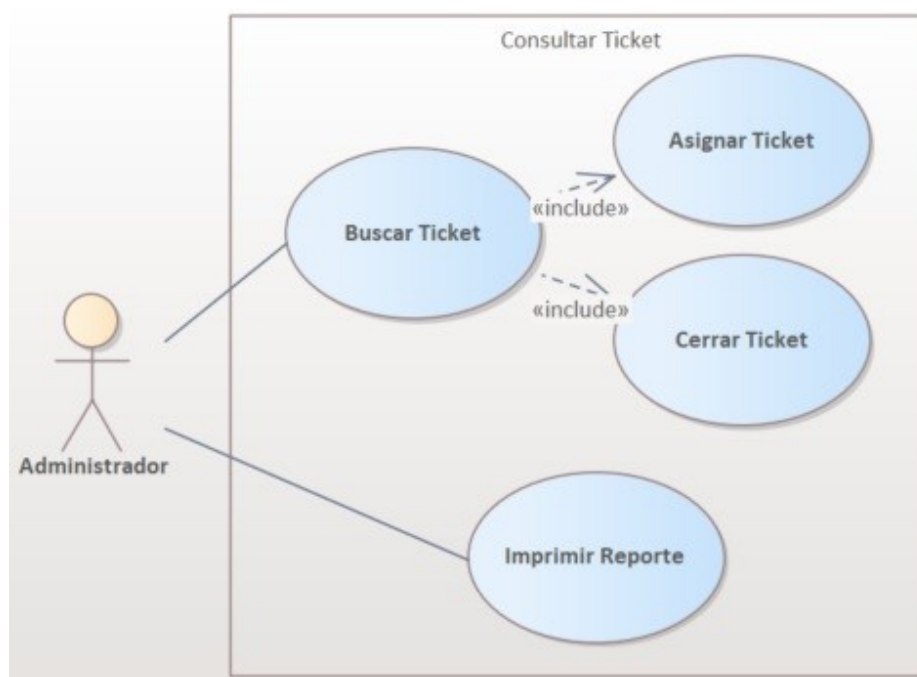 Consultar Ticket
Asignar Ticket
«include»
Buscar Ticket
«include»
Cerrar Ticket
Administrador
Imprimir Reporte